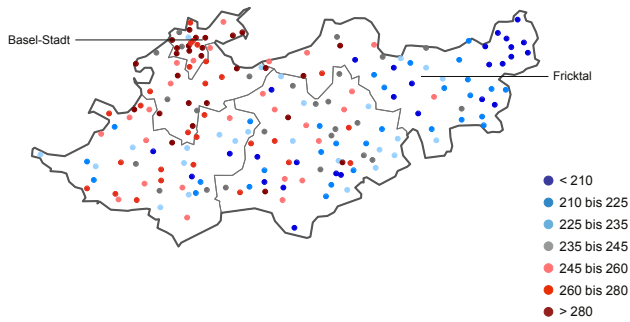 Basel-Stadt
Fricktal
< 210
210 bis 225
225 bis 235
235 bis 245
245 bis 260
260 bis 280
> 280